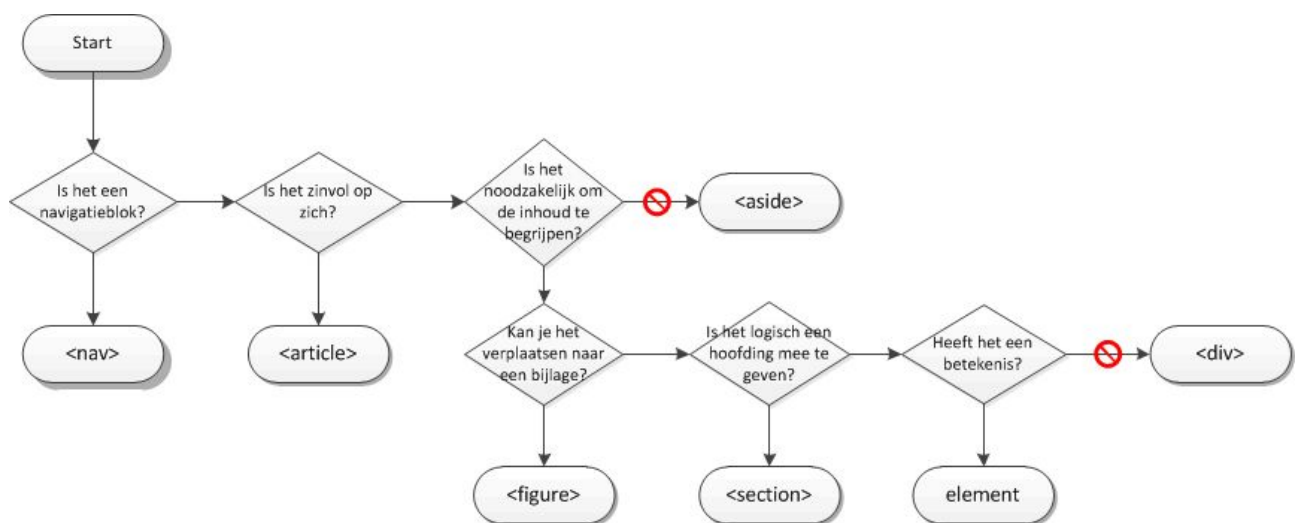 Start
Is het een
navigatieblok?
Is het zinvol op
zich?
Is het
noodzakelijk om
de inhoud te
begrijpen?
<aside>
<nav>
<article>
Kan je het
verplaatsen naar
een bijlage?
Is het logisch een
hoofding mee te
geven?
Heeft het een
betekenis?
<div>
<figure>
<section>
element